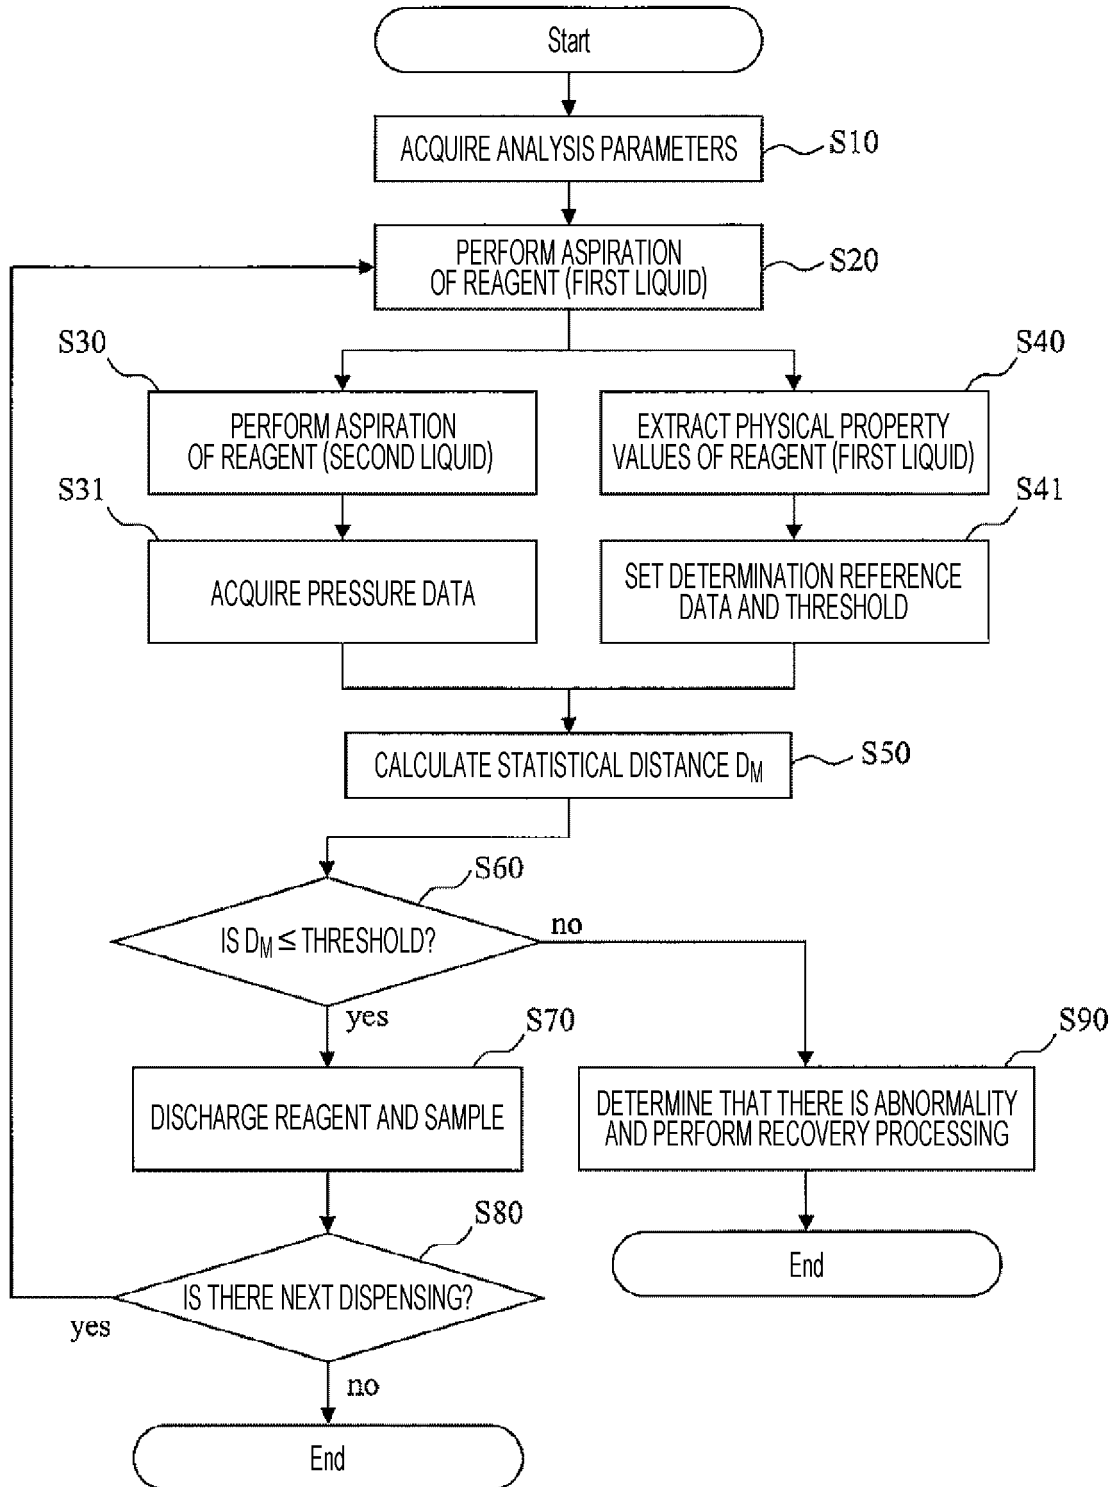 Start
ACQUIRE ANALYSIS PARAMETERS
S10
PERFORM ASPIRATION
OF REAGENT (FIRST LIQUID)
S20
S30
PERFORM ASPIRATION
OF REAGENT (SECOND LIQUID)
S40
EXTRACT PHYSICAL PROPERTY
VALUES OF REAGENT (FIRST LIQUID)
S31
ACQUIRE PRESSURE DATA
S41
SET DETERMINATION REFERENCE
DATA AND THRESHOLD
CALCULATE STATISTICAL DISTANCE DM
S50
S60
IS DM ≤ THRESHOLD?
no
yes
S70
DISCHARGE REAGENT AND SAMPLE
S90
DETERMINE THAT THERE IS ABNORMALITY
AND PERFORM RECOVERY PROCESSING
S80
IS THERE NEXT DISPENSING?
yes
no
End
End